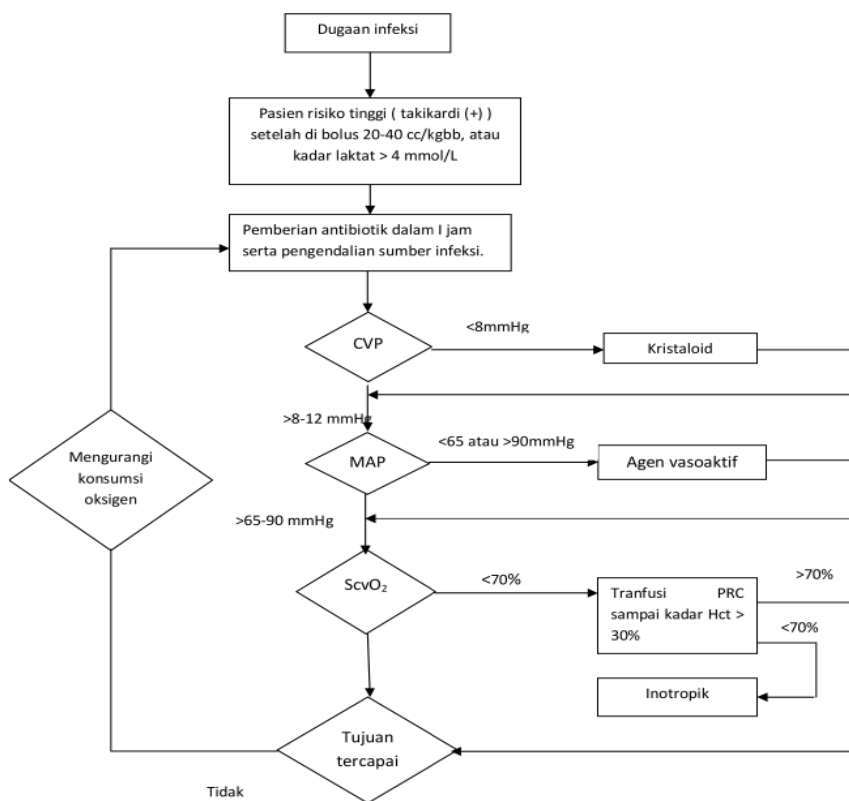 Dugaan infeksi
Pasien risiko tinggi ( takikardi (+) )
setelah di bolus 20-40 cc/kgbb, atau
kadar laktat > 4 mmol/L
Pemberian antibiotik dalam I jam
serta pengendalian sumber infeksi.
CVP
<8mmHg
Kristaloid
>8-12 mmHg
MAP
<65 atau >90mmHg
Agen vasoaktif
Mengurangi
konsumsi
oksigen
>65-90 mmHg
ScvO₂
<70%
Tranfusi PRC
sampai kadar Hct >
30%
>70%
<70%
Inotropik
Tujuan
tercapai
Tidak